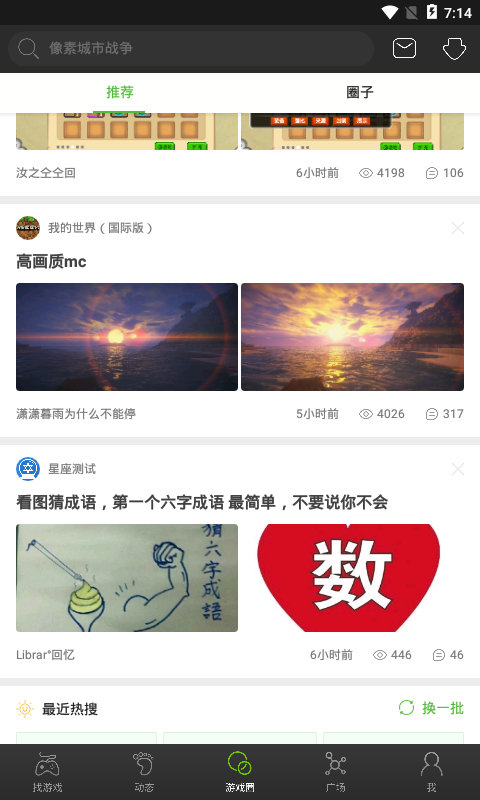 7:14
像素城市战争
推荐
圈子
汝之仝仝回
6小时前
4198
106
我的世界（国际版）
高画质mc
潇潇暮雨为什么不能停
5小时前
4026
317
星座测试
看图猜成语，第一个六字成语 最简单，不要说你不会
猜六字成語
数
Librar°回忆
6小时前
446
46
最近热搜
换一批
找游戏
动态
游戏圈
广场
我